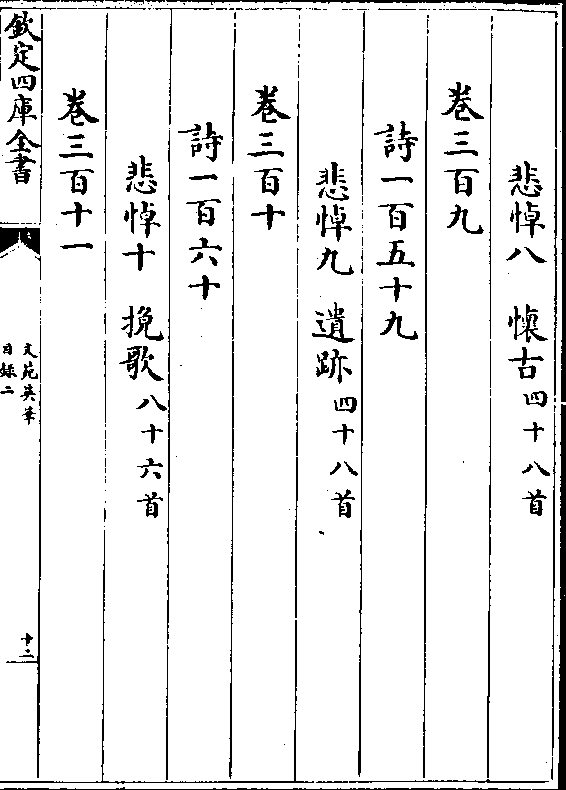 悲悼八　懷古四十八首
卷三百九
詩一百五十九
悲悼九　遺跡四十八首
卷三百十
詩一百六十
悲悼十　挽歌八十六首
卷三百十一
欽定四庫全書
文苑英華
目錄二
十二